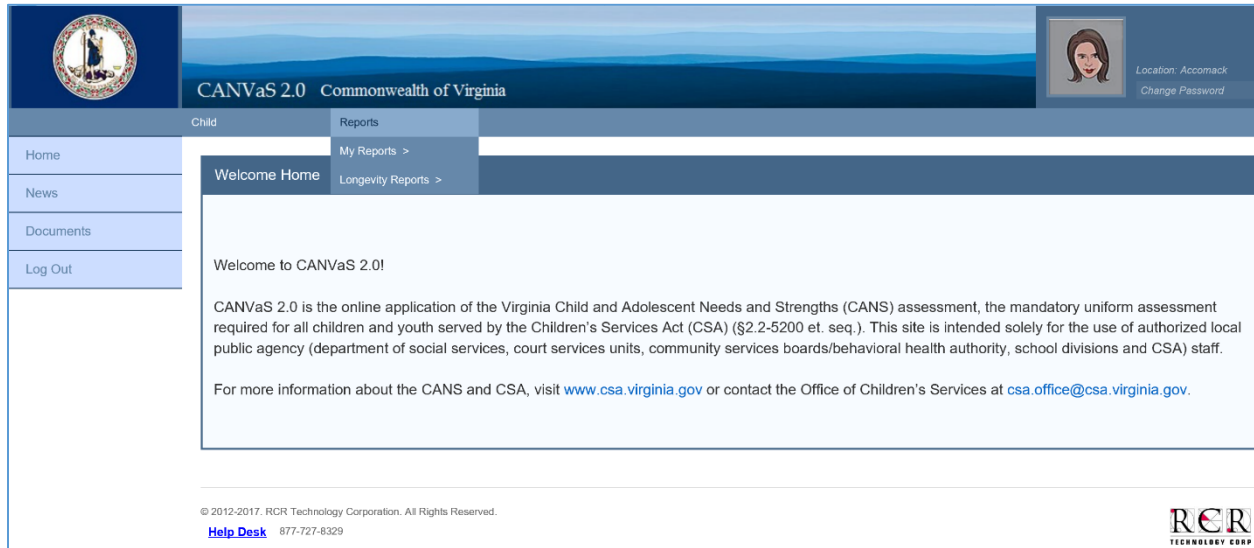 CANVaS 2.0 Commonwealth of Virginia
Location: Accomack
Change Password
Child
Reports
My Reports >
Longevity Reports >
Home
News
Documents
Log Out
Welcome Home
Welcome to CANVaS 2.0!
CANVaS 2.0 is the online application of the Virginia Child and Adolescent Needs and Strengths (CANS) assessment, the mandatory uniform assessment
required for all children and youth served by the Children's Services Act (CSA) (§2.2-5200 et. seq.). This site is intended solely for the use of authorized local
public agency (department of social services, court services units, community services boards/behavioral health authority, school divisions and CSA) staff.
For more information about the CANS and CSA, visit www.csa.virginia.gov or contact the Office of Children's Services at csa.office@csa.virginia.gov.
© 2012-2017. RCR Technology Corporation. All Rights Reserved.
Help Desk 877-727-8329
RCR
TECHNOLOGY CORP